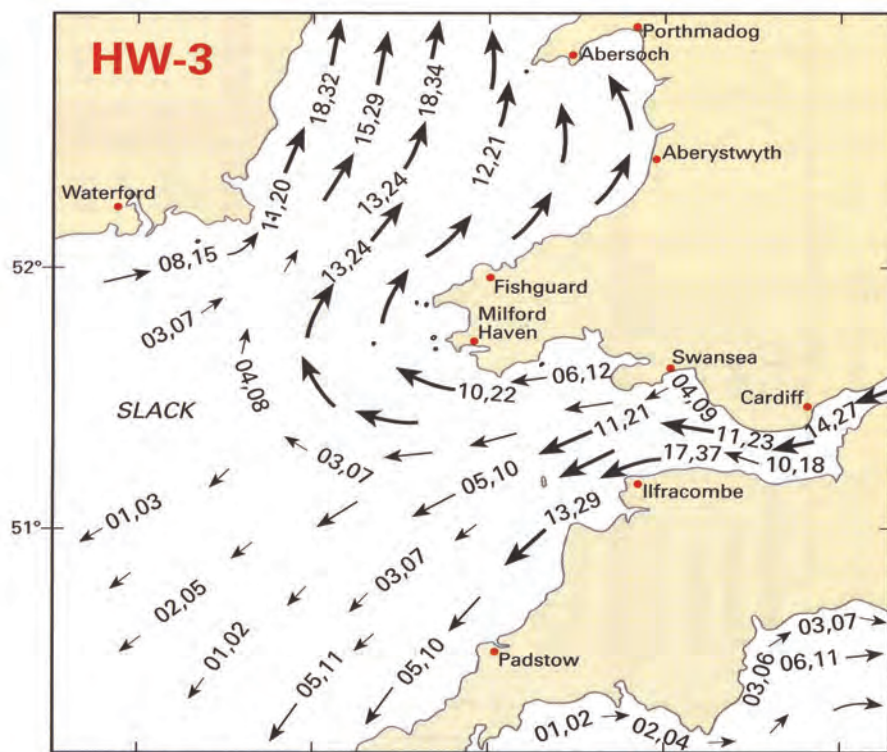 HW-3
Porthmadog
Abersoch
18,32
15,29
18,34
12,21
Aberystwyth
Waterford
11,20
13,24
13,24
08,15
52°
Fishguard
03,07
Milford
Haven
04,08
Swansea
06,12
10,22
04,09
Cardiff
SLACK
11,21
11,23
14,27
17,37
10,18
03,07
05,10
Ilfracombe
01,03
13,29
51°
03,07
02,05
01,02
03,07
05,11
05,10
Padstow
03,06
06,11
01,02
02,04